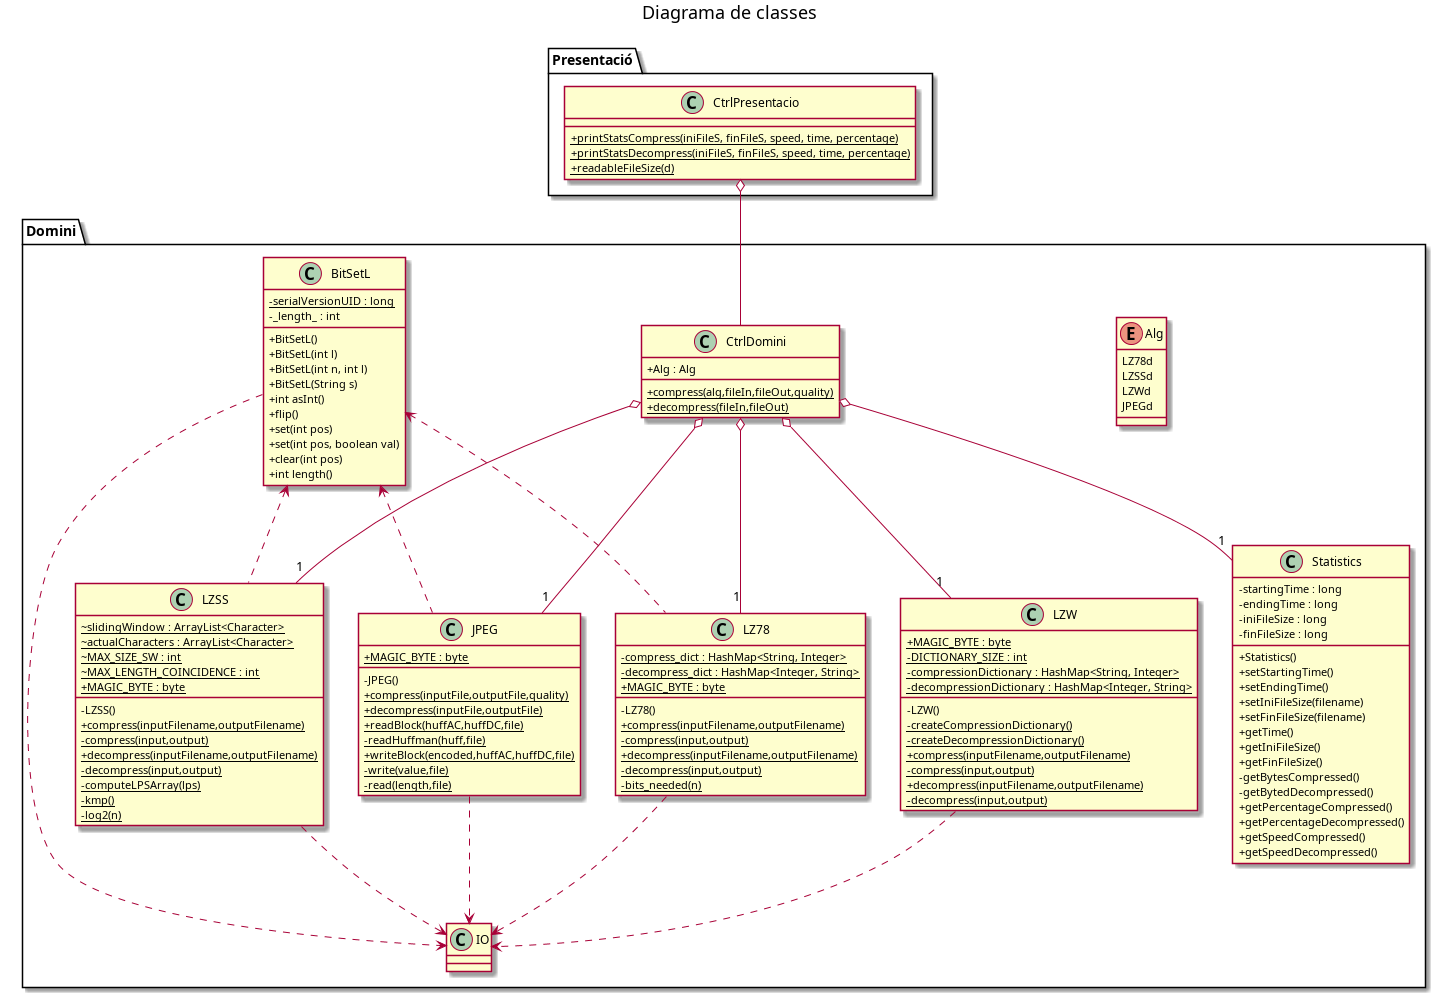 Diagrama de classes
Presentació
C CtrlPresentacio
+printStatsCompress(iniFileS, finFileS, speed, time, percentage)
+printStatsDecompress(iniFileS, finFileS, speed, time, percentage)
+readableFileSize(d)
Domini
C BitSetL
-serialVersionUID : long
-_length_ : int
+BitSetL()
+BitSetL(int l)
+BitSetL(int n, int l)
+BitSetL(String s)
+int asInt()
+flip()
+set(int pos)
+set(int pos, boolean val)
+clear(int pos)
+int length()
C CtrlDomini
+Alg : Alg
+compress(alg,fileIn,fileOut,quality)
+decompress(fileIn,fileOut)
E Alg
LZ78d
LZSSd
LZWd
JPEGd
1
1
1
1
1
C LZSS
~slidingWindow : ArrayList<Character>
~actualCharacters : ArrayList<Character>
~MAX_SIZE_SW : int
~MAX_LENGTH_COINCIDENCE : int
+MAGIC_BYTE : byte
-LZSS()
+compress(inputFilename,outputFilename)
-compress(input,output)
+decompress(inputFilename,outputFilename)
-decompress(input,output)
-computeLPSArray(lps)
-kmp()
-log2(n)
C JPEG
+MAGIC_BYTE : byte
-JPEG()
+compress(inputFile,outputFile,quality)
+decompress(inputFile,outputFile)
+readBlock(huffAC,huffDC,file)
-readHuffman(huff,file)
+writeBlock(encoded,huffAC,huffDC,file)
-write(value,file)
-read(length,file)
C LZ78
-compress_dict : HashMap<String, Integer>
-decompress_dict : HashMap<Integer, String>
+MAGIC_BYTE : byte
-LZ78()
+compress(inputFilename,outputFilename)
-compress(input,output)
+decompress(inputFilename,outputFilename)
-decompress(input,output)
-bits_needed(n)
C LZW
+MAGIC_BYTE : byte
-DICTIONARY_SIZE : int
-compressionDictionary : HashMap<String, Integer>
-decompressionDictionary : HashMap<Integer, String>
-LZW()
-createCompressionDictionary()
-createDecompressionDictionary()
+compress(inputFilename,outputFilename)
-compress(input,output)
+decompress(inputFilename,outputFilename)
-decompress(input,output)
C Statistics
-startingTime : long
-endingTime : long
-iniFileSize : long
-finFileSize : long
+Statistics()
+setStartingTime()
+setEndingTime()
+setIniFileSize(filename)
+setFinFileSize(filename)
+getTime()
+getIniFileSize()
+getFinFileSize()
-getBytesCompressed()
-getBytedDecompressed()
+getPercentageCompressed()
+getPercentageDecompressed()
+getSpeedCompressed()
+getSpeedDecompressed()
C IO